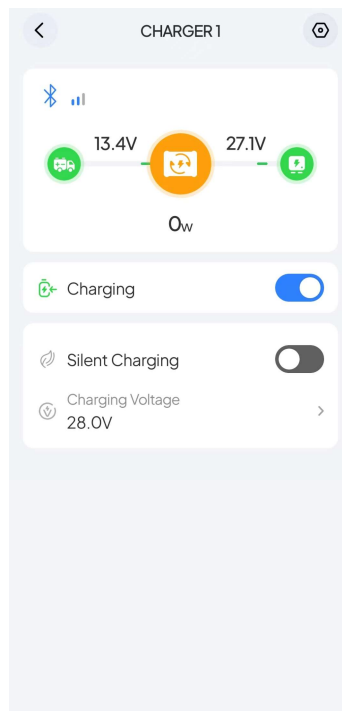 CHARGER 1
13.4V 27.1V
0w
Charging
Silent Charging
Charging Voltage
28.0V